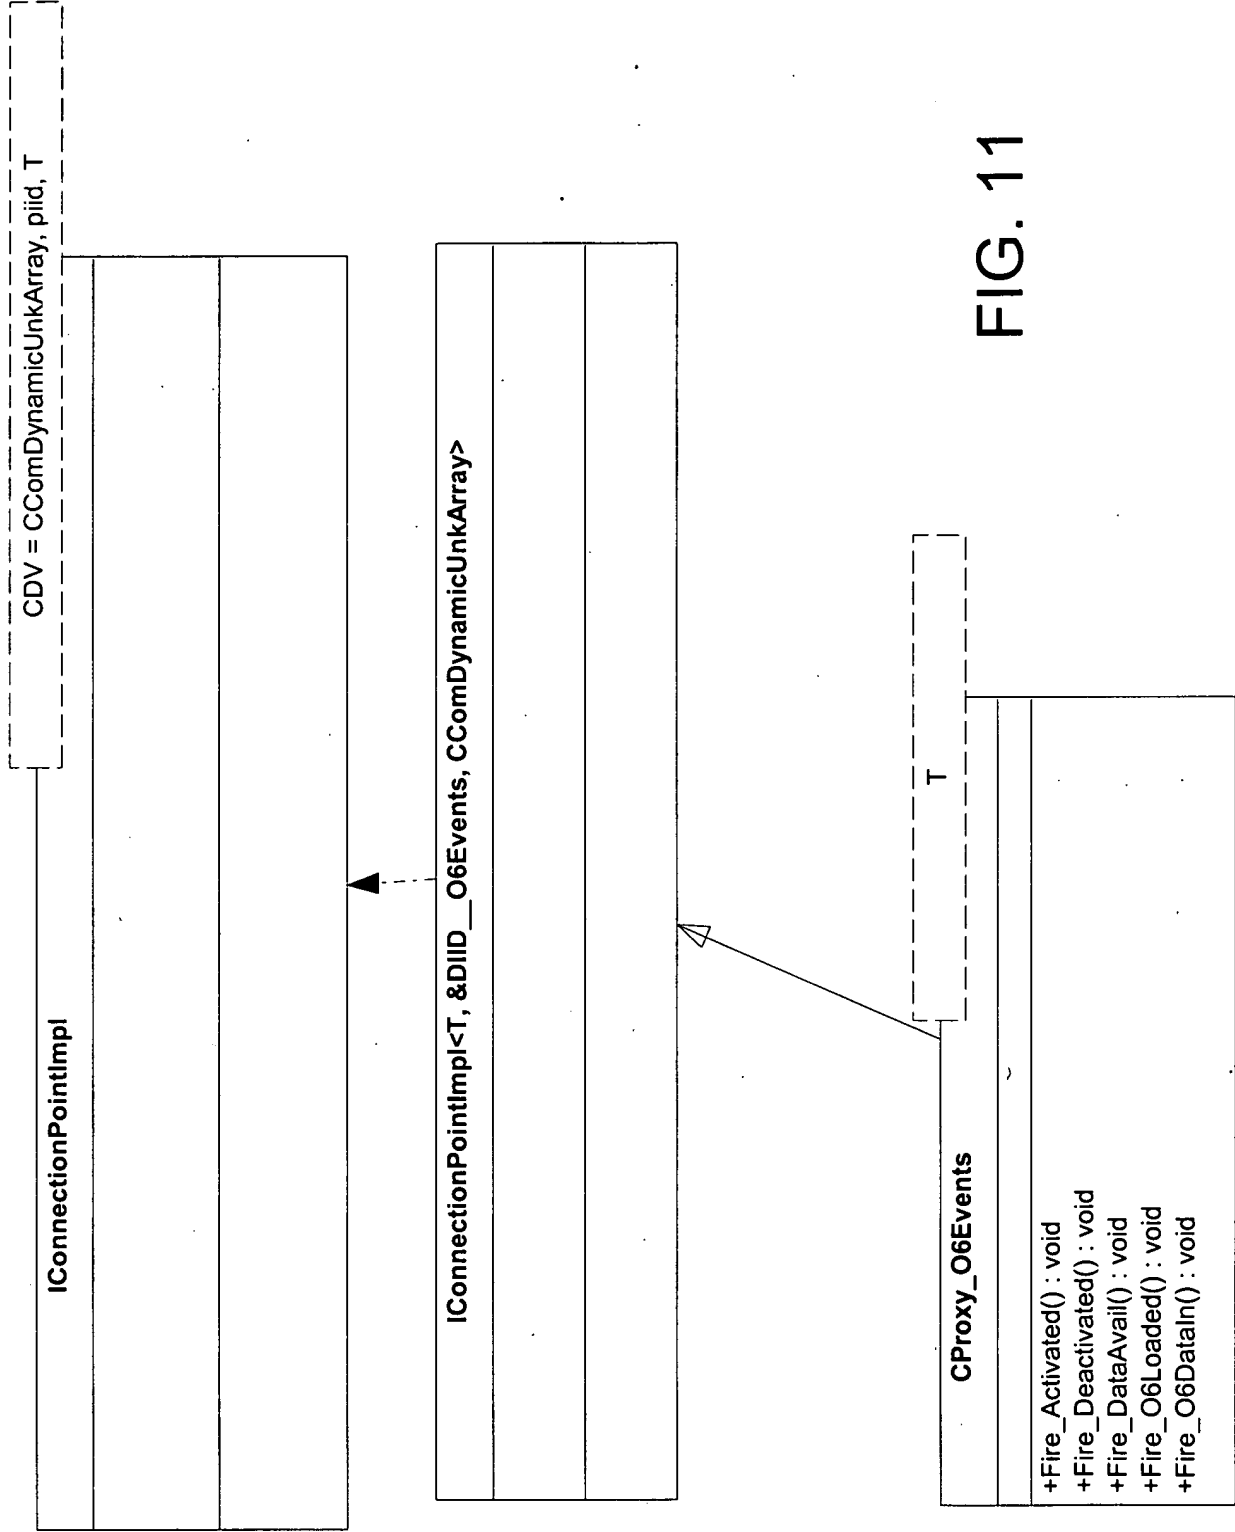 CDV = CComDynamicUnkArray, piid, T
IConnectionPointImpl
IConnectionPointImpl<T, &DIID__O6Events, CComDynamicUnkArray>
T
CProxy_O6Events
+Fire_Activated() : void
+Fire_Deactivated() : void
+Fire_DataAvail() : void
+Fire_O6Loaded() : void
+Fire_O6DataIn() : void
FIG. 11